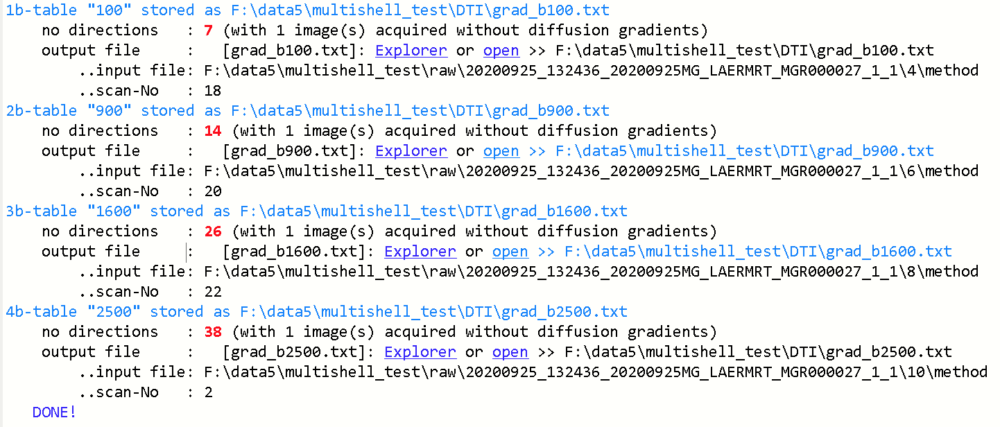 1b-table "100" stored as F:\data5\multishell_test\DTI\grad_b100.txt
no directions : 7 (with 1 image(s) acquired without diffusion gradients)
output file : [grad_b100.txt]: Explorer or open >> F:\data5\multishell_test\DTI\grad_b100.txt
..input file: F:\data5\multishell_test\raw\20200925_132436_20200925MG_LAERMRT_MGR000027_1_1\4\method
..scan-No : 18
2b-table "900" stored as F:\data5\multishell_test\DTI\grad_b900.txt
no directions : 14 (with 1 image(s) acquired without diffusion gradients)
output file : [grad_b900.txt]: Explorer or open >> F:\data5\multishell_test\DTI\grad_b900.txt
..input file: F:\data5\multishell_test\raw\20200925_132436_20200925MG_LAERMRT_MGR000027_1_1\6\method
..scan-No : 20
3b-table "1600" stored as F:\data5\multishell_test\DTI\grad_b1600.txt
no directions : 26 (with 1 image(s) acquired without diffusion gradients)
output file : [grad_b1600.txt]: Explorer or open >> F:\data5\multishell_test\DTI\grad_b1600.txt
..input file: F:\data5\multishell_test\raw\20200925_132436_20200925MG_LAERMRT_MGR000027_1_1\8\method
..scan-No : 22
4b-table "2500" stored as F:\data5\multishell_test\DTI\grad_b2500.txt
no directions : 38 (with 1 image(s) acquired without diffusion gradients)
output file : [grad_b2500.txt]: Explorer or open >> F:\data5\multishell_test\DTI\grad_b2500.txt
..input file: F:\data5\multishell_test\raw\20200925_132436_20200925MG_LAERMRT_MGR000027_1_1\10\method
..scan-No : 2
DONE!